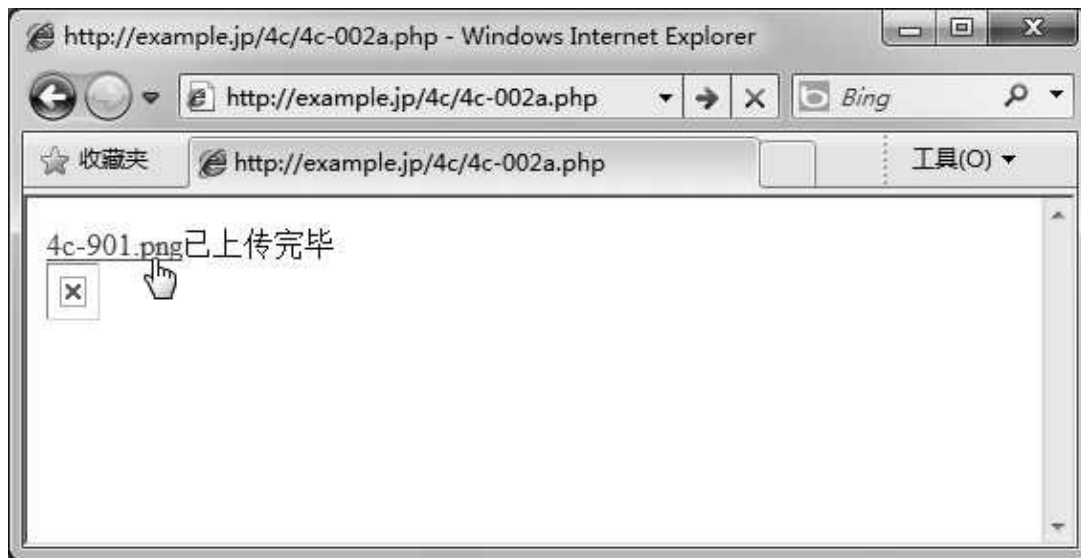 http://example.jp/4c/4c-002a.php - Windows Internet Explorer
http://example.jp/4c/4c-002a.php Bing
收藏夹 http://example.jp/4c/4c-002a.php 工具(O)
4c-901.png已上传完毕